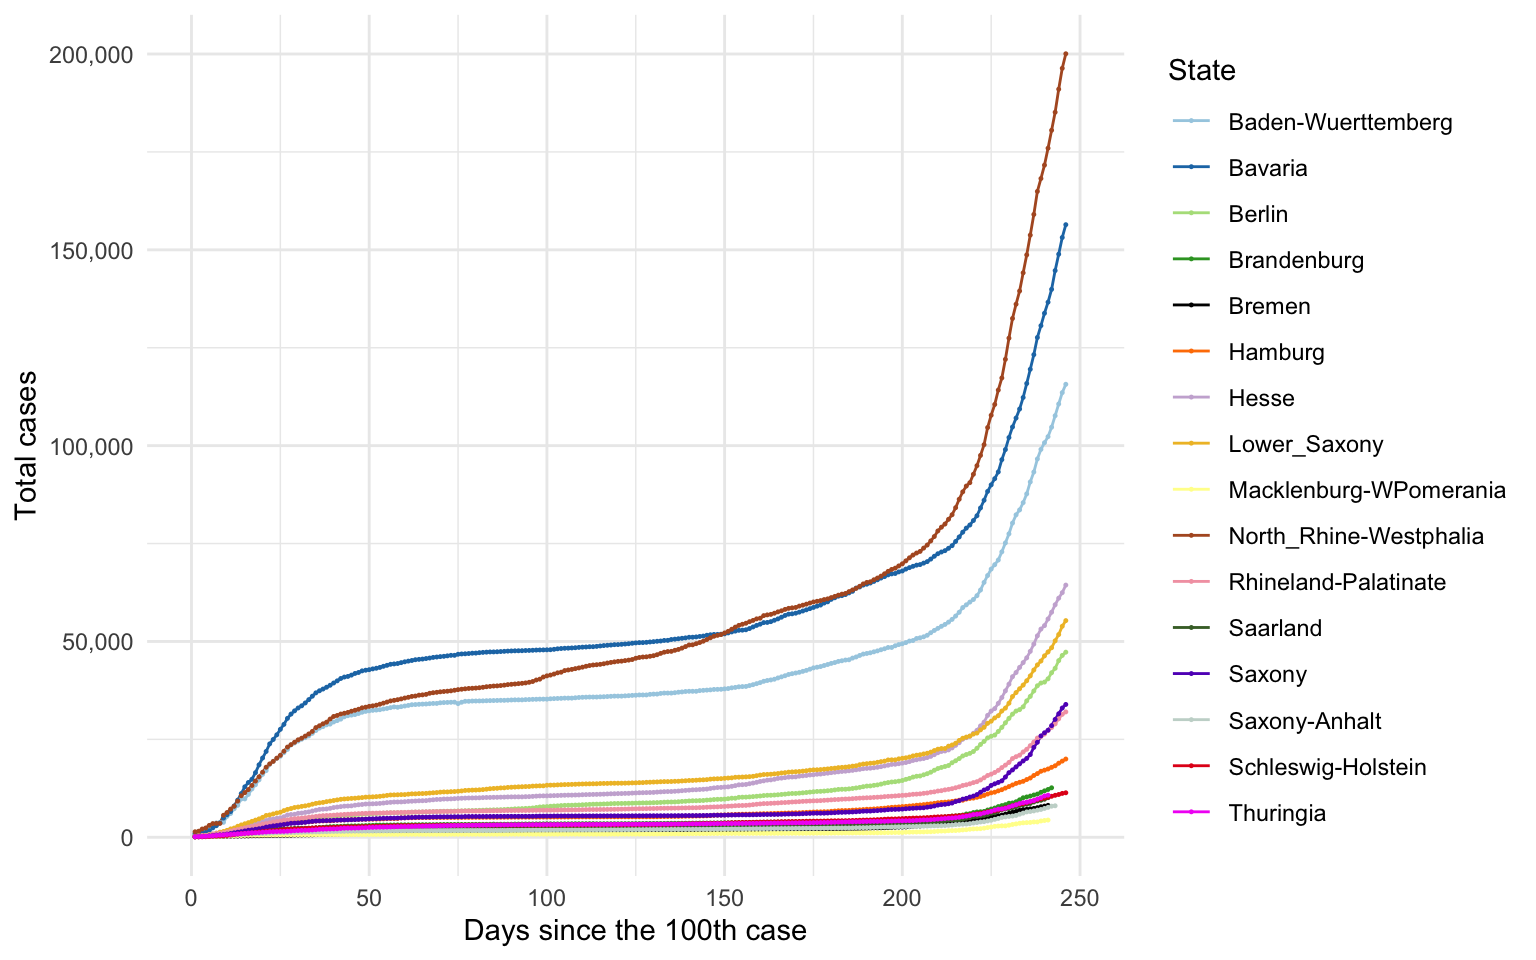 200,000
150,000
100,000
50,000
0
Total cases
0 50 100 150 200 250
Days since the 100th case
State
Baden-Wuerttemberg
Bavaria
Berlin
Brandenburg
Bremen
Hamburg
Hesse
Lower_Saxony
Macklenburg-WPomerania
North_Rhine-Westphalia
Rhineland-Palatinate
Saarland
Saxony
Saxony-Anhalt
Schleswig-Holstein
Thuringia